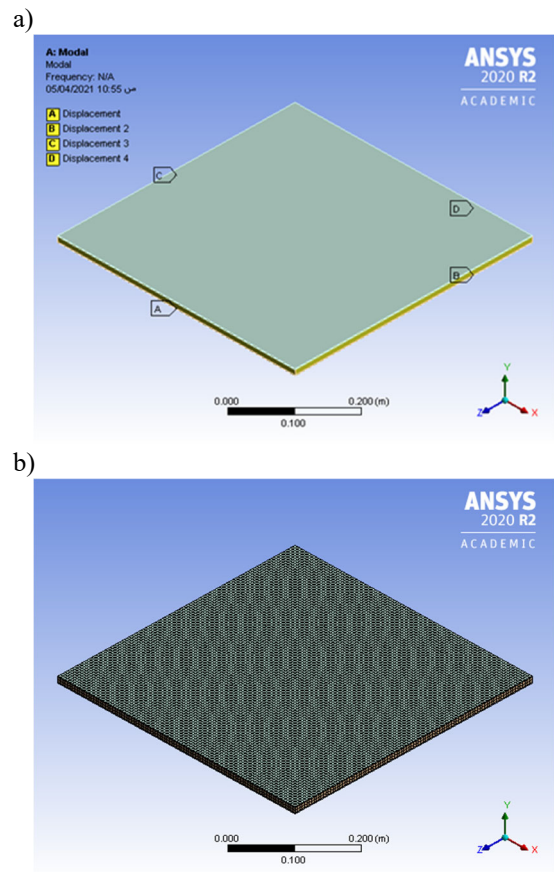 a)
A: Modal
Modal
Frequency: N/A
05/04/2021 10:55 ص
A Displacement
B Displacement 2
C Displacement 3
D Displacement 4
ANSYS
2020 R2
ACADEMIC
C
D
B
A
0.000
0.200 (m)
0.100
Y
Z
X
b)
ANSYS
2020 R2
ACADEMIC
0.000
0.200 (m)
0.100
Y
Z
X